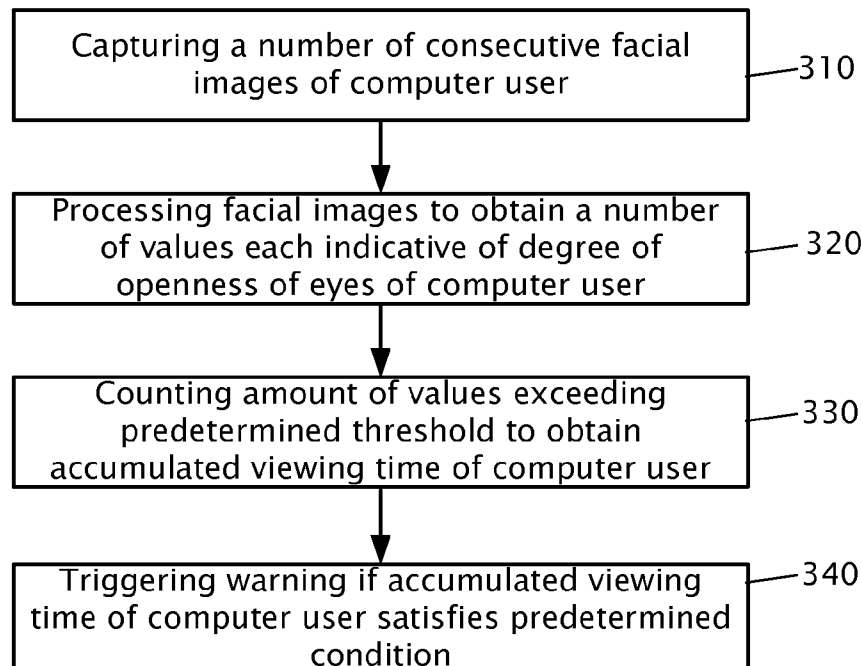 Capturing a number of consecutive facial
images of computer user
310
Processing facial images to obtain a number
of values each indicative of degree of
openness of eyes of computer user
320
Counting amount of values exceeding
predetermined threshold to obtain
accumulated viewing time of computer user
330
Triggering warning if accumulated viewing
time of computer user satisfies predetermined
condition
340